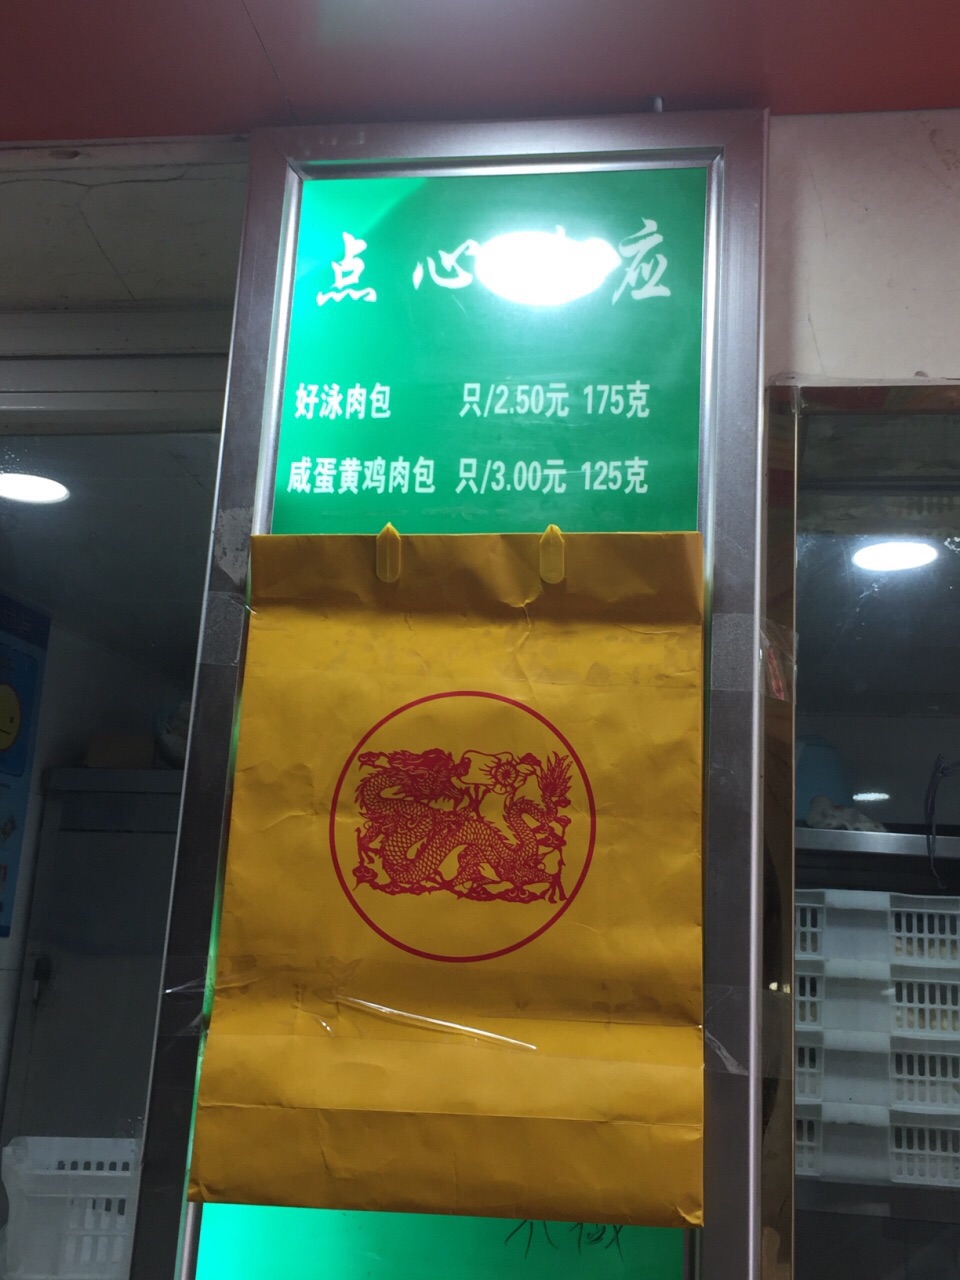 点心 应
好泳肉包 只/2.50元 175克
咸蛋黄鸡肉包 只/3.00元 125克